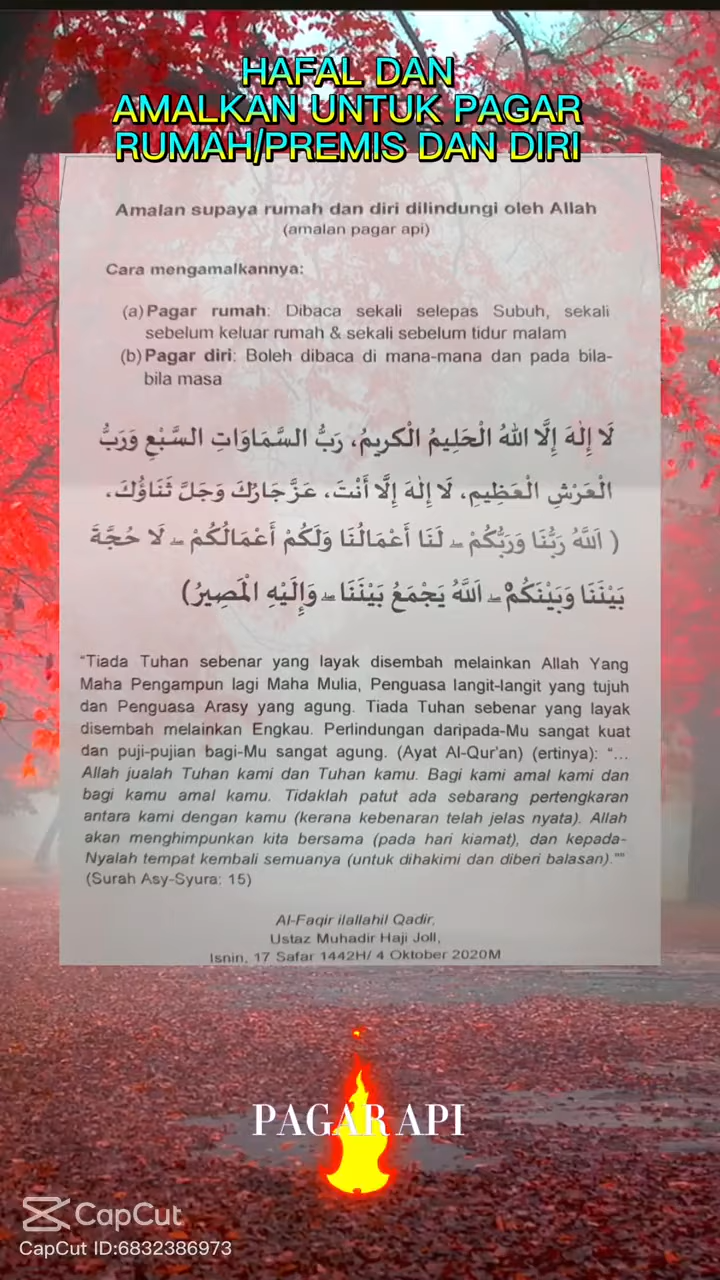 HAFAL DAN
AMALKAN UNTUK PAGAR
RUMAH/PREMIS DAN DIRI
Amalan supaya rumah dan diri dilindungi oleh Allah
(amalan pagar api)
Cara mengamalkannya:
(a) Pagar rumah: Dibaca sekali selepas Subuh, sekali
sebelum keluar rumah & sekali sebelum tidur malam
(b) Pagar diri: Boleh dibaca di mana-mana dan pada bila-
bila masa
لَا إِلٰهَ إِلَّا اللهُ الْحَلِيمُ الْكَرِيمُ، رَبُّ السَّمَاوَاتِ السَّبْعِ وَرَبُّ
الْعَرْشِ الْعَظِيمِ، لَا إِلٰهَ إِلَّا أَنْتَ، عَزَّ جَارُكَ وَجَلَّ ثَنَاؤُكَ،
( اَللَّهُ رَبُّنَا وَرَبُّكُمْ ۖ لَنَا أَعْمَالُنَا وَلَكُمْ أَعْمَالُكُمْ ۖ لَا حُجَّةَ
بَيْنَنَا وَبَيْنَكُمْ ۖ اَللَّهُ يَجْمَعُ بَيْنَنَا ۖ وَإِلَيْهِ الْمَصِيرُ)
“Tiada Tuhan sebenar yang layak disembah melainkan Allah Yang
Maha Pengampun lagi Maha Mulia, Penguasa langit-langit yang tujuh
dan Penguasa Arasy yang agung. Tiada Tuhan sebenar yang layak
disembah melainkan Engkau. Perlindungan daripada-Mu sangat kuat
dan puji-pujian bagi-Mu sangat agung. (Ayat Al-Qur’an) (ertinya): “...
Allah jualah Tuhan kami dan Tuhan kamu. Bagi kami amal kami dan
bagi kamu amal kamu. Tidaklah patut ada sebarang pertengkaran
antara kami dengan kamu (kerana kebenaran telah jelas nyata). Allah
akan menghimpunkan kita bersama (pada hari kiamat), dan kepada-
Nyalah tempat kembali semuanya (untuk dihakimi dan diberi balasan).””
(Surah Asy-Syura: 15)
Al-Faqir ilallahil Qadir,
Ustaz Muhadir Haji Joll,
Isnin, 17 Safar 1442H/ 4 Oktober 2020M
PAGAR API
CapCut
CapCut ID:6832386973